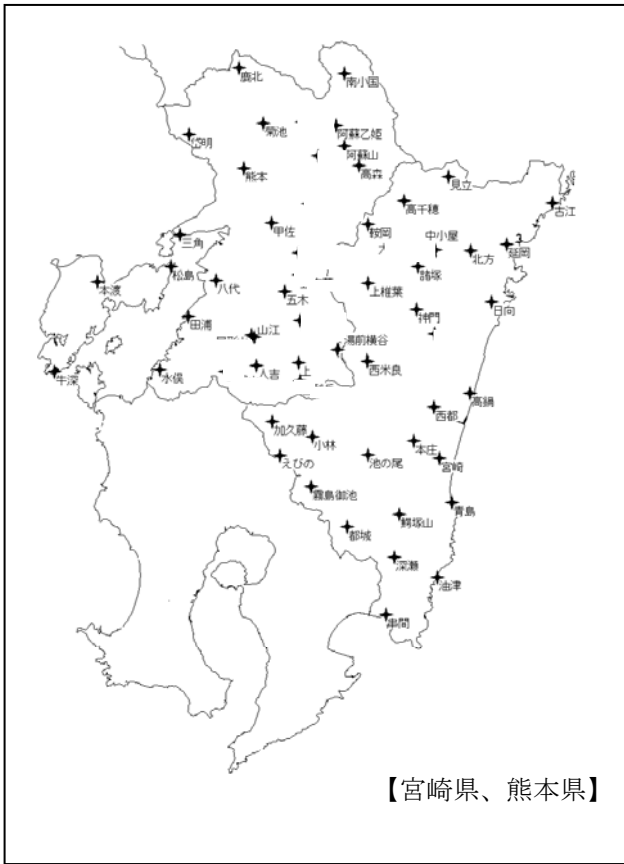 鹿北
南小国
菊池
阿蘇乙姫
岱明
阿蘇山
熊本
高森
見立
高千穂
古江
甲佐
鞍岡
三角
中小屋
北方
延岡
松島
諸塚
本渡
八代
上椎葉
五木
日向
神門
田浦
山江
湯前横谷
西米良
水俣
人吉
上
牛深
高鍋
西都
加久藤
小林
本庄
えびの
池の尾
宮崎
霧島御池
青島
鰐塚山
都城
深瀬
油津
串間
【宮崎県、熊本県】